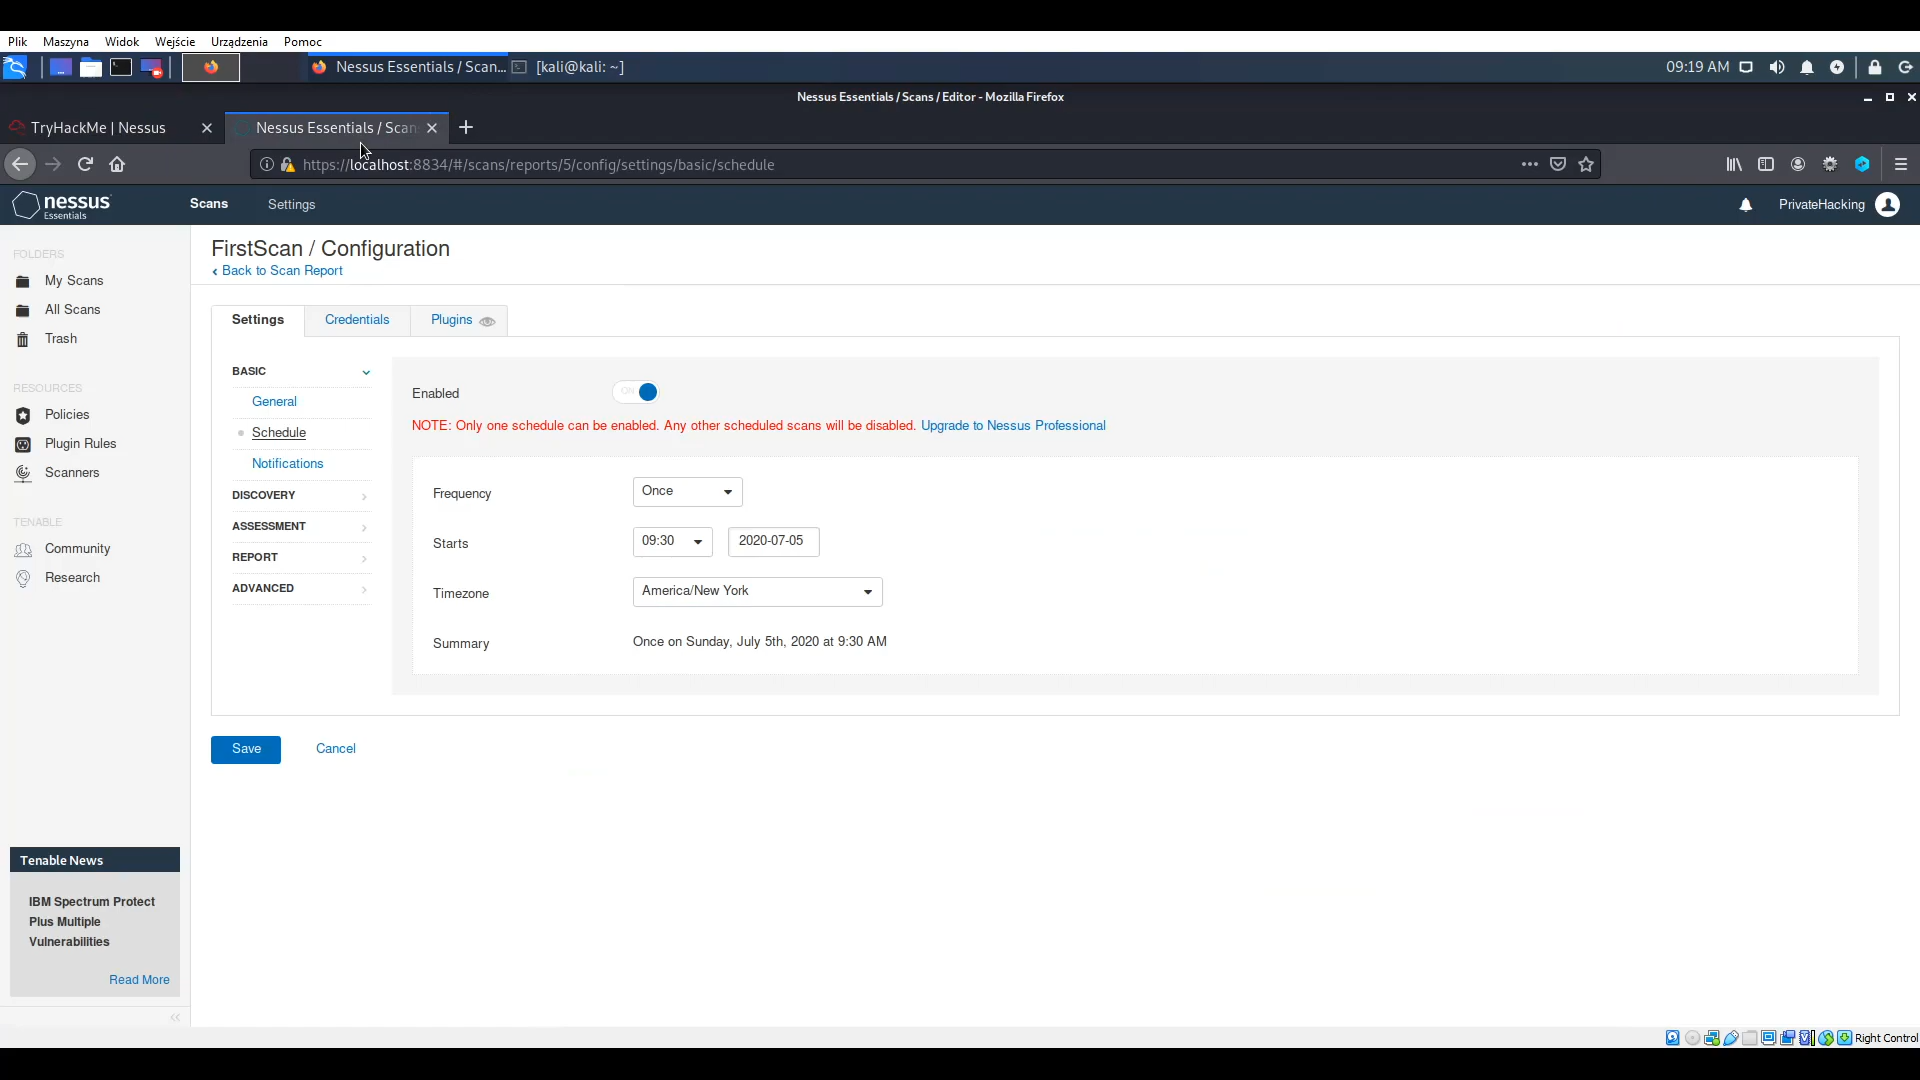 Plik Maszyna Widok Wejście Urządzenia Pomoc
Nessus Essentials / Scan... [kali@kali: ~] 09:19 AM
Nessus Essentials / Scans / Editor - Mozilla Firefox
TryHackMe | Nessus Nessus Essentials / Scan
https://localhost:8834/#/scans/reports/5/config/settings/basic/schedule
nessus
Essentials
Scans Settings PrivateHacking
FirstScan / Configuration
Back to Scan Report
FOLDERS
My Scans
All Scans
Trash
RESOURCES
Policies
Plugin Rules
Scanners
TENABLE
Community
Research
Settings Credentials Plugins
BASIC
General
Schedule
Notifications
DISCOVERY
ASSESSMENT
REPORT
ADVANCED
Enabled ON
NOTE: Only one schedule can be enabled. Any other scheduled scans will be disabled. Upgrade to Nessus Professional
Frequency Once
Starts 09:30 2020-07-05
Timezone America/New York
Summary Once on Sunday, July 5th, 2020 at 9:30 AM
Save Cancel
Tenable News
IBM Spectrum Protect
Plus Multiple
Vulnerabilities
Read More
Right Control